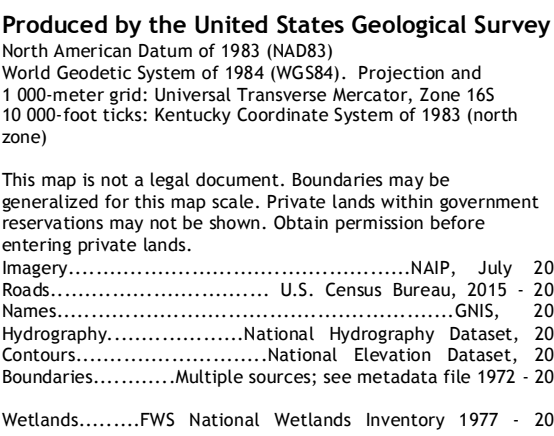 Produced by the United States Geological Survey
North American Datum of 1983 (NAD83)
World Geodetic System of 1984 (WGS84).  Projection and
1 000-meter grid: Universal Transverse Mercator, Zone 16S
10 000-foot ticks: Kentucky Coordinate System of 1983 (north
zone)
This map is not a legal document. Boundaries may be
generalized for this map scale. Private lands within government
reservations may not be shown. Obtain permission before
entering private lands.
Imagery..............................................NAIP, July 20
Roads............................. U.S. Census Bureau, 2015 - 20
Names.....................................................GNIS, 20
Hydrography....................National Hydrography Dataset, 20
Contours............................National Elevation Dataset, 20
Boundaries............Multiple sources; see metadata file 1972 - 20
Wetlands.........FWS National Wetlands Inventory 1977 - 20